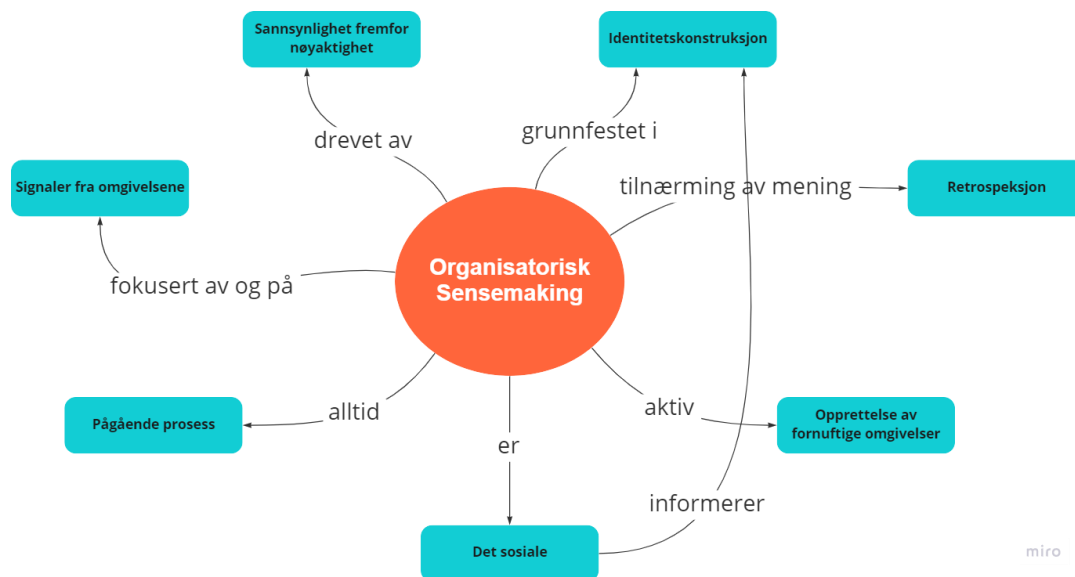 Sannsynlighet fremfor
nøyaktighet
Identitetskonstruksjon
drevet av
grunnfestet i
Signaler fra omgivelsene
tilnærming av mening
Retrospeksjon
Organisatorisk
Sensemaking
fokusert av og på
Pågående prosess
alltid
aktiv
Opprettelse av
fornuftige omgivelser
er
informerer
Det sosiale
miro